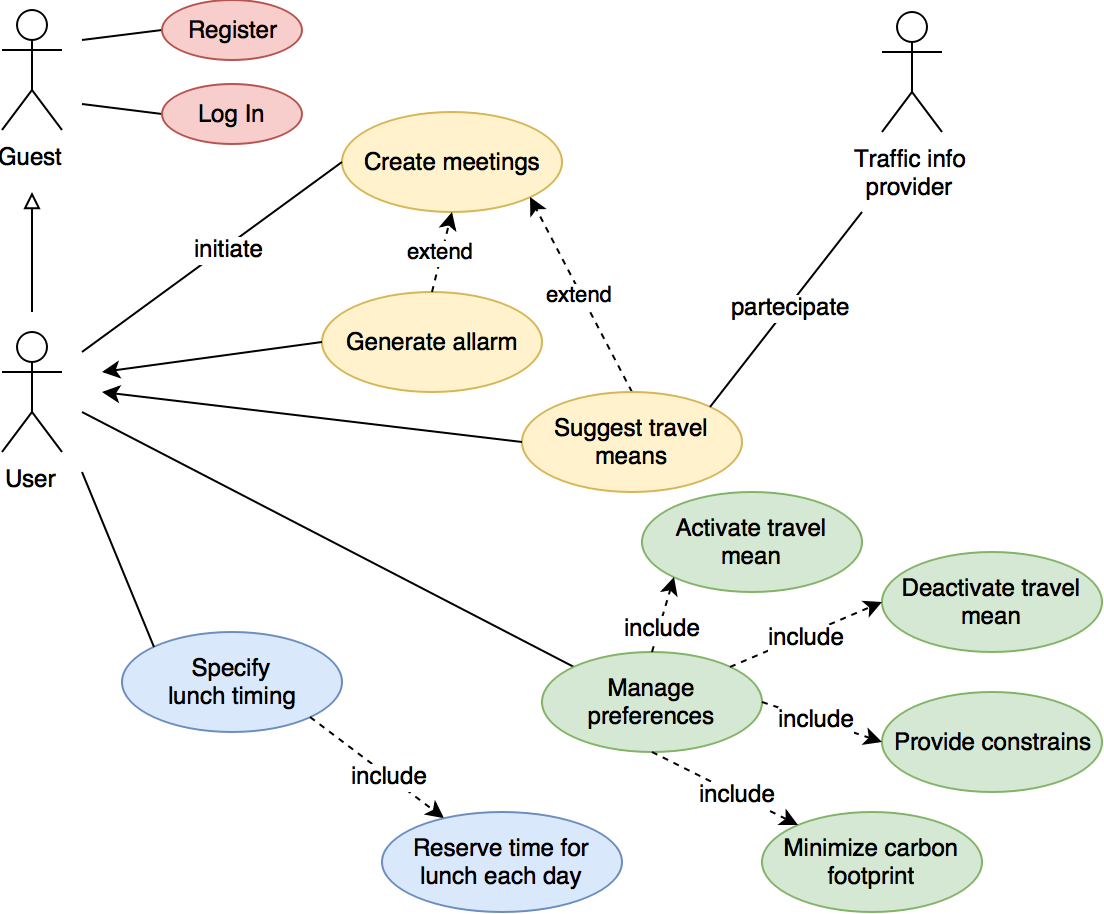 Register
Log In
Guest
Create meetings
Traffic info
provider
initiate
extend
extend
partecipate
Generate allarm
Suggest travel
means
User
Activate travel
mean
Deactivate travel
mean
include
include
Specify
lunch timing
Manage
preferences
include
Provide constrains
include
include
Reserve time for
lunch each day
Minimize carbon
footprint